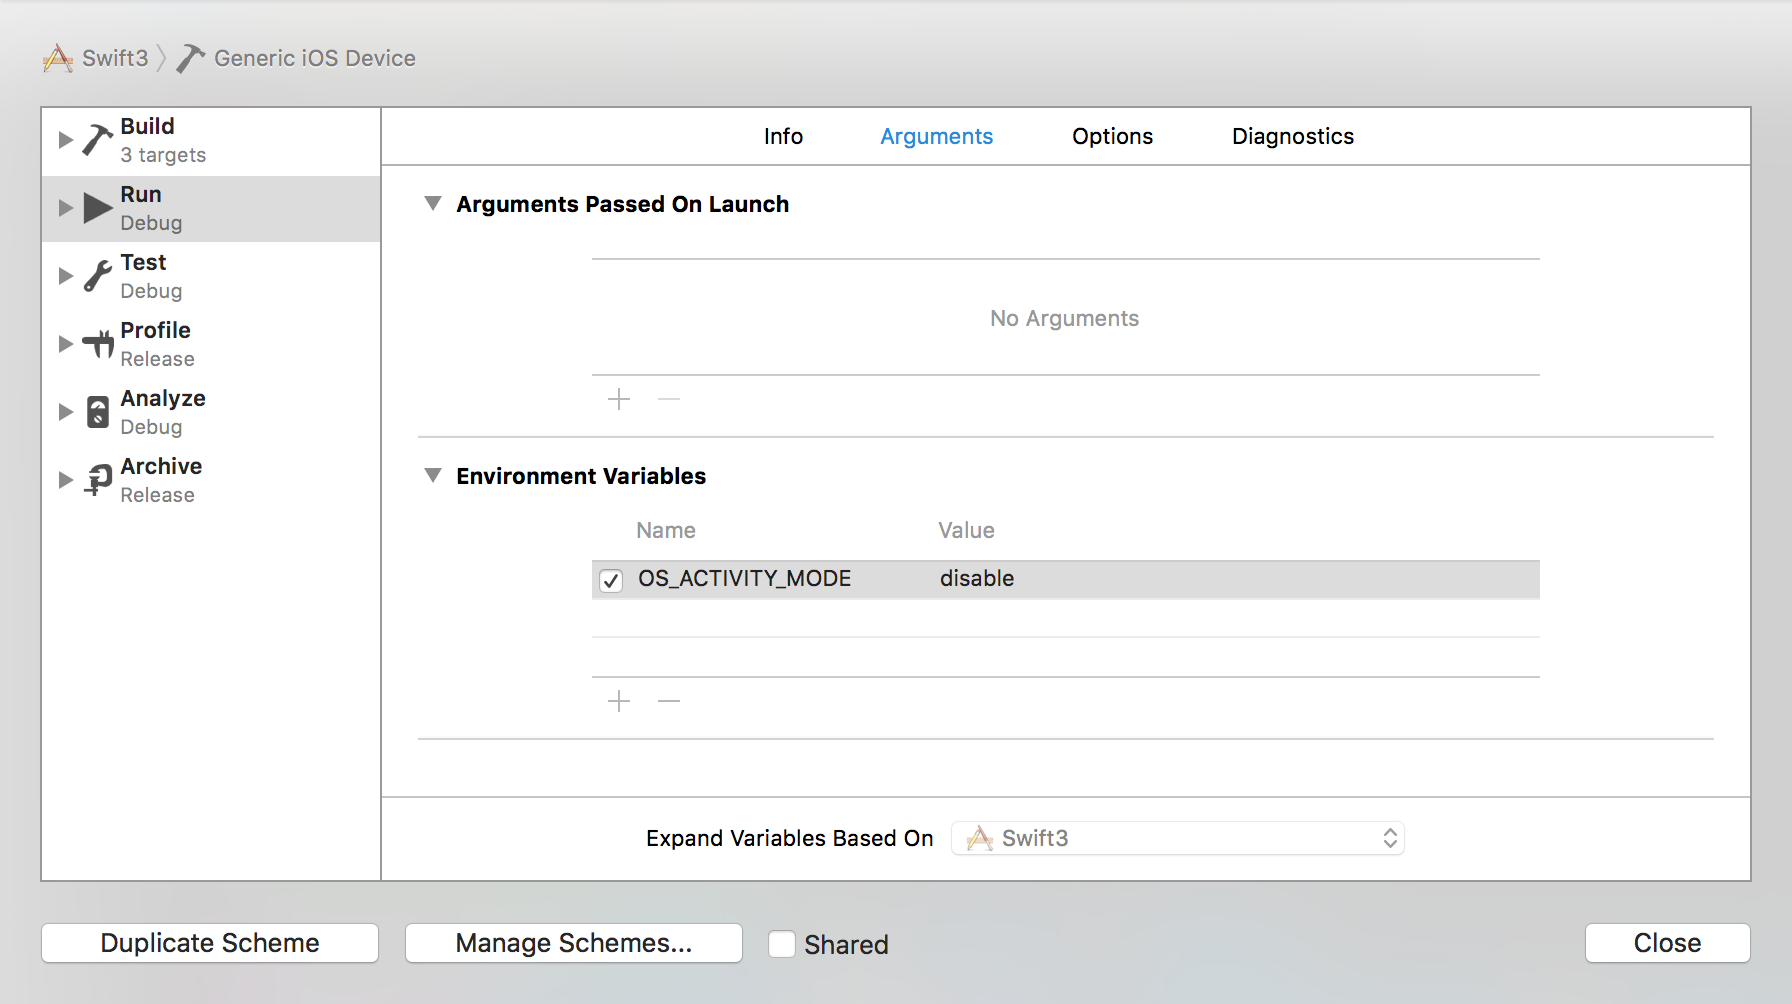 Swift3 Generic iOS Device
Build
3 targets
Run
Debug
Test
Debug
Profile
Release
Analyze
Debug
Archive
Release
Info Arguments Options Diagnostics
Arguments Passed On Launch
No Arguments
Environment Variables
Name Value
OS_ACTIVITY_MODE disable
Expand Variables Based On Swift3
Duplicate Scheme Manage Schemes... Shared Close